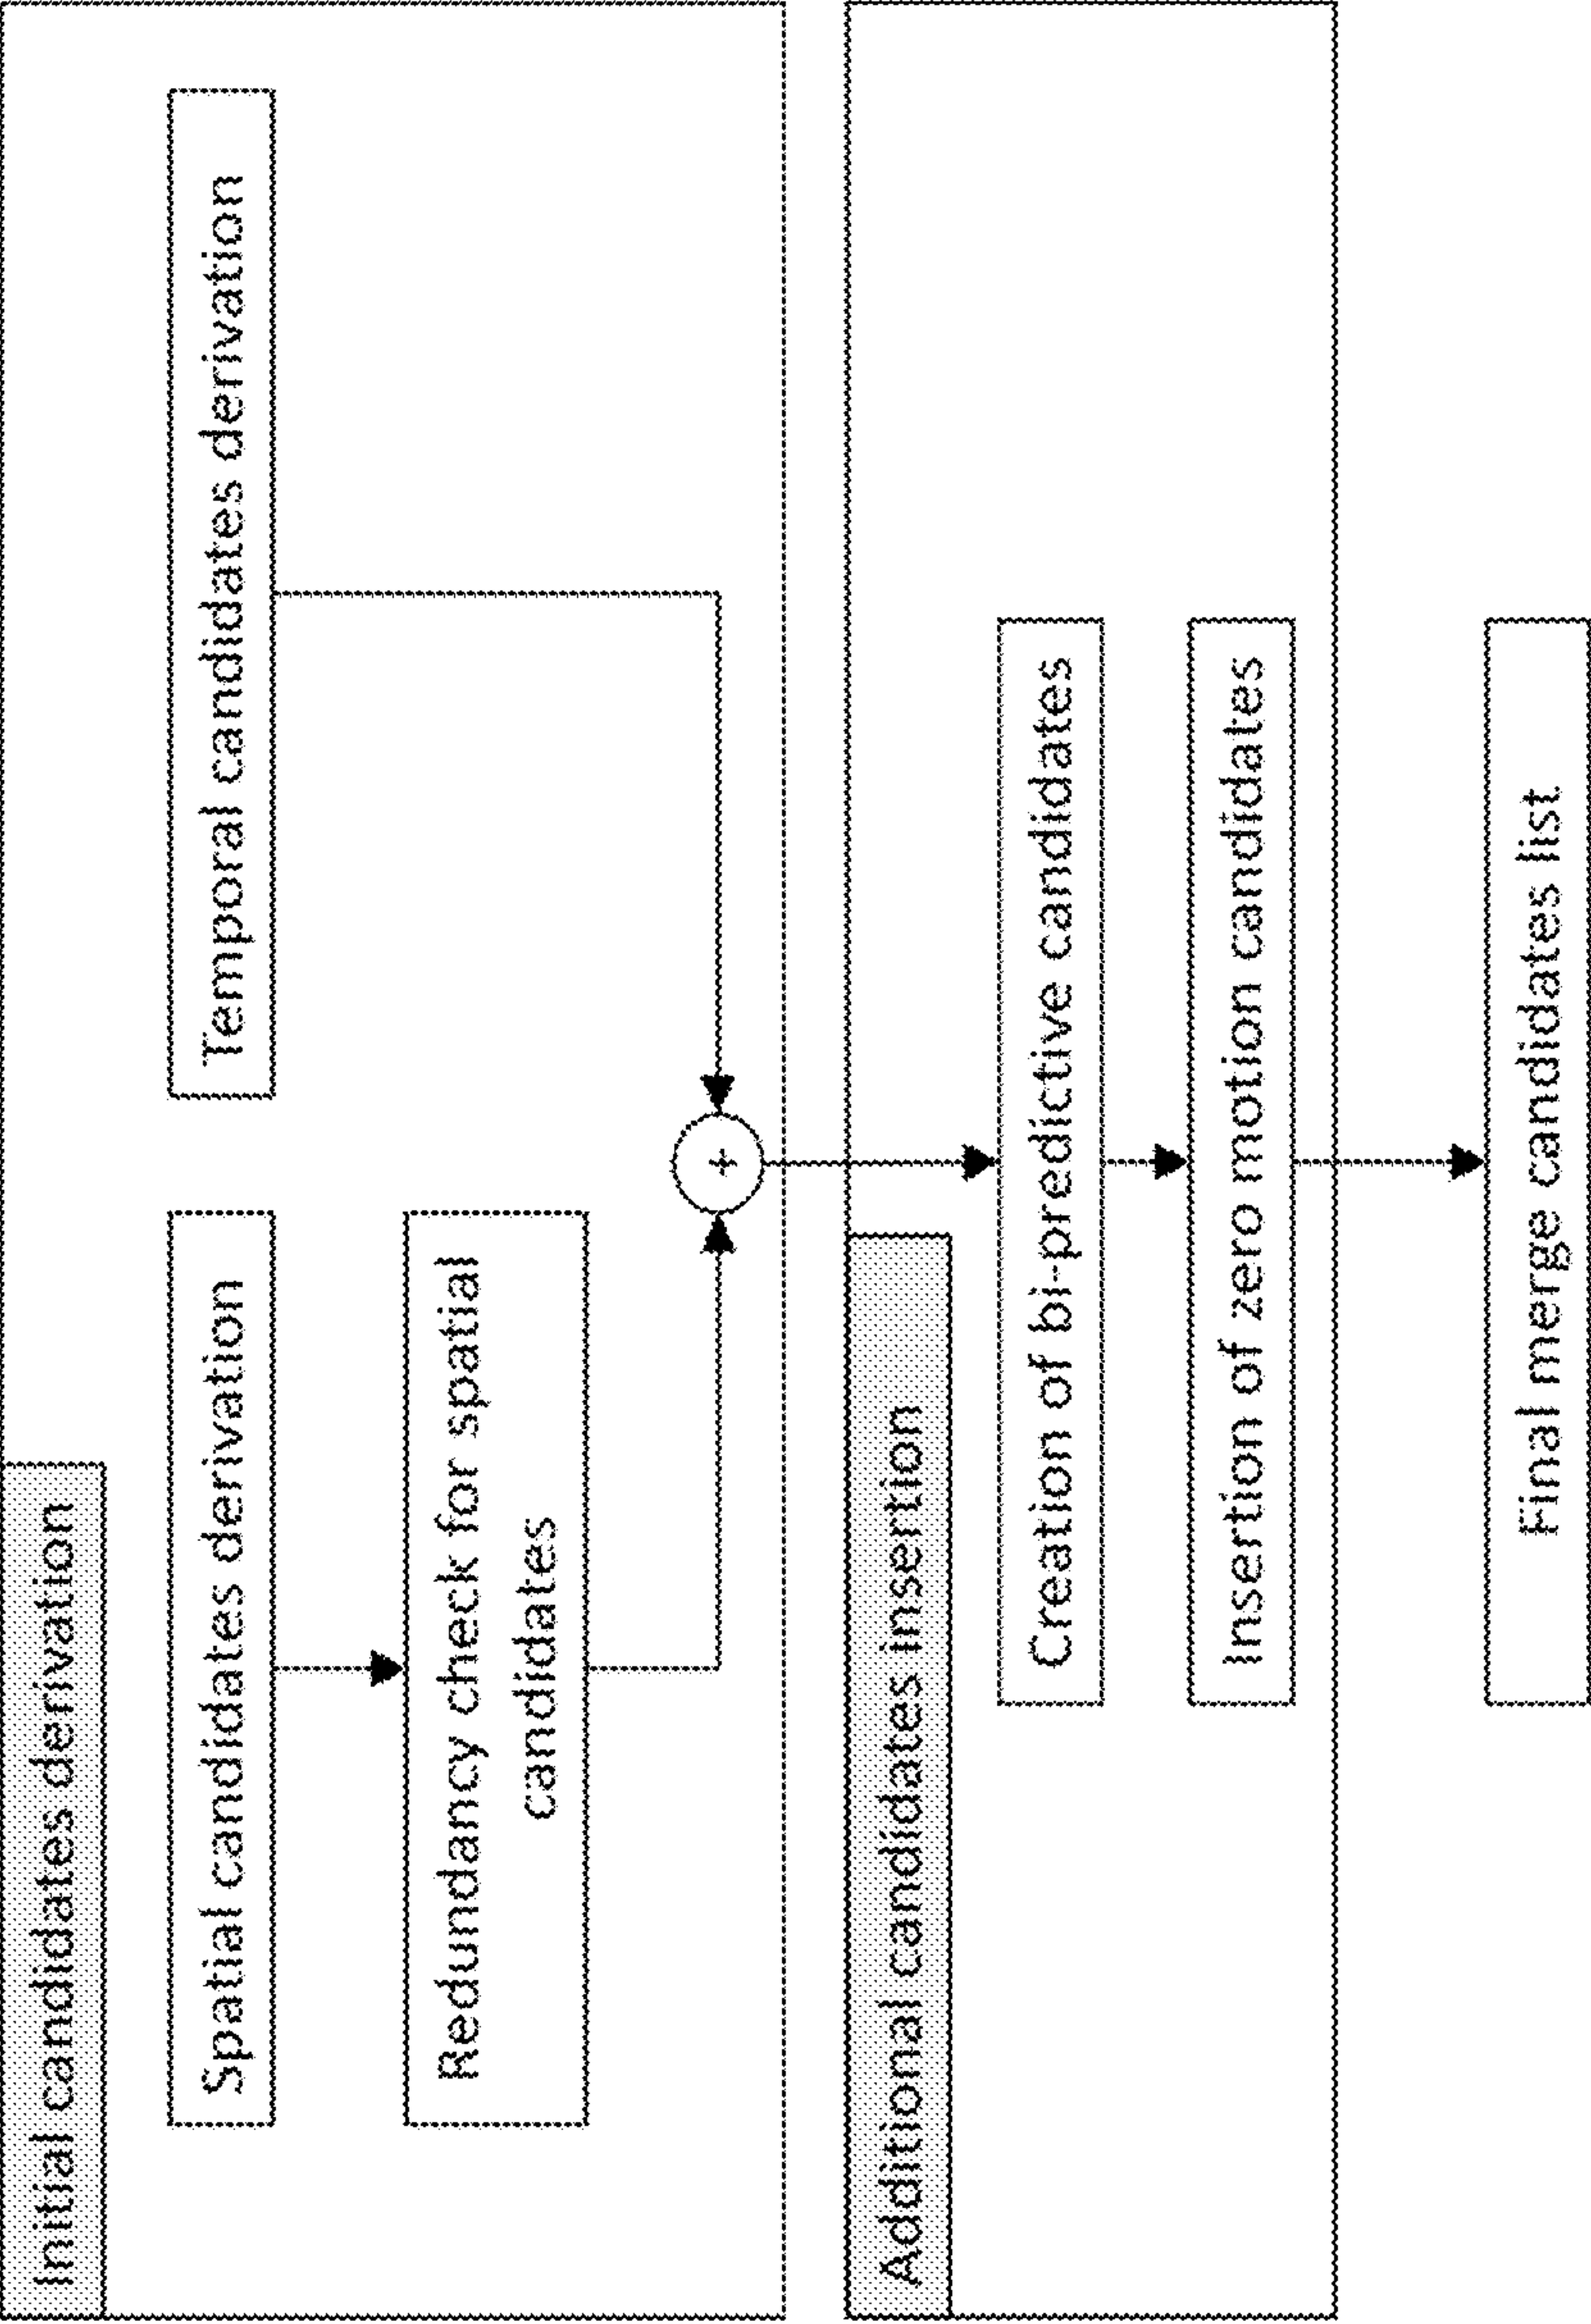 Initial candidates derivation
Spatial candidates derivation
Temporal candidates derivation
Redundancy check for spatial
candidates
+
Additional candidates insertion
Creation of bi-predictive candidates
Insertion of zero motion candidates
Final merge candidates list